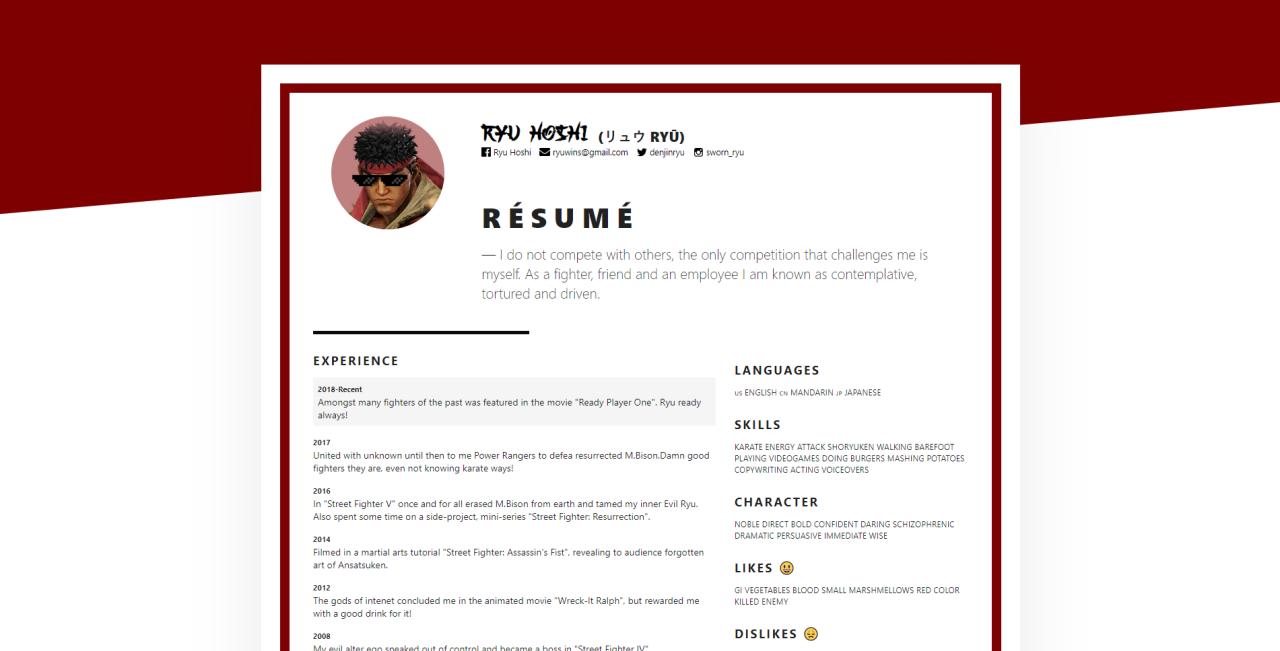 RYU HOSHI (リュウ RYŪ)
Ryu Hoshi ryuwins@gmail.com denjinryu sworn_ryu
RÉSUMÉ
— I do not compete with others, the only competition that challenges me is
myself. As a fighter, friend and an employee I am known as contemplative,
tortured and driven.
EXPERIENCE
2018-Recent
Amongst many fighters of the past was featured in the movie "Ready Player One". Ryu ready
always!
2017
United with unknown until then to me Power Rangers to defea resurrected M.Bison.Damn good
fighters they are, even not knowing karate ways!
2016
In "Street Fighter V" once and for all erased M.Bison from earth and tamed my inner Evil Ryu.
Also spent some time on a side-project, mini-series "Street Fighter: Resurrection".
2014
Filmed in a martial arts tutorial "Street Fighter: Assassin's Fist", revealing to audience forgotten
art of Ansatsuken.
2012
The gods of intenet concluded me in the animated movie "Wreck-It Ralph", but rewarded me
with a good drink for it!
2008
My evil alter ego sneaked out of control and became a boss in "Street Fighter IV".
LANGUAGES
US ENGLISH CN MANDARIN JP JAPANESE
SKILLS
KARATE ENERGY ATTACK SHORYUKEN WALKING BAREFOOT
PLAYING VIDEOGAMES DOING BURGERS MASHING POTATOES
COPYWRITING ACTING VOICEOVERS
CHARACTER
NOBLE DIRECT BOLD CONFIDENT DARING SCHIZOPHRENIC
DRAMATIC PERSUASIVE IMMEDIATE WISE
LIKES
GI VEGETABLES BLOOD SMALL MARSHMELLOWS RED COLOR
KILLED ENEMY
DISLIKES